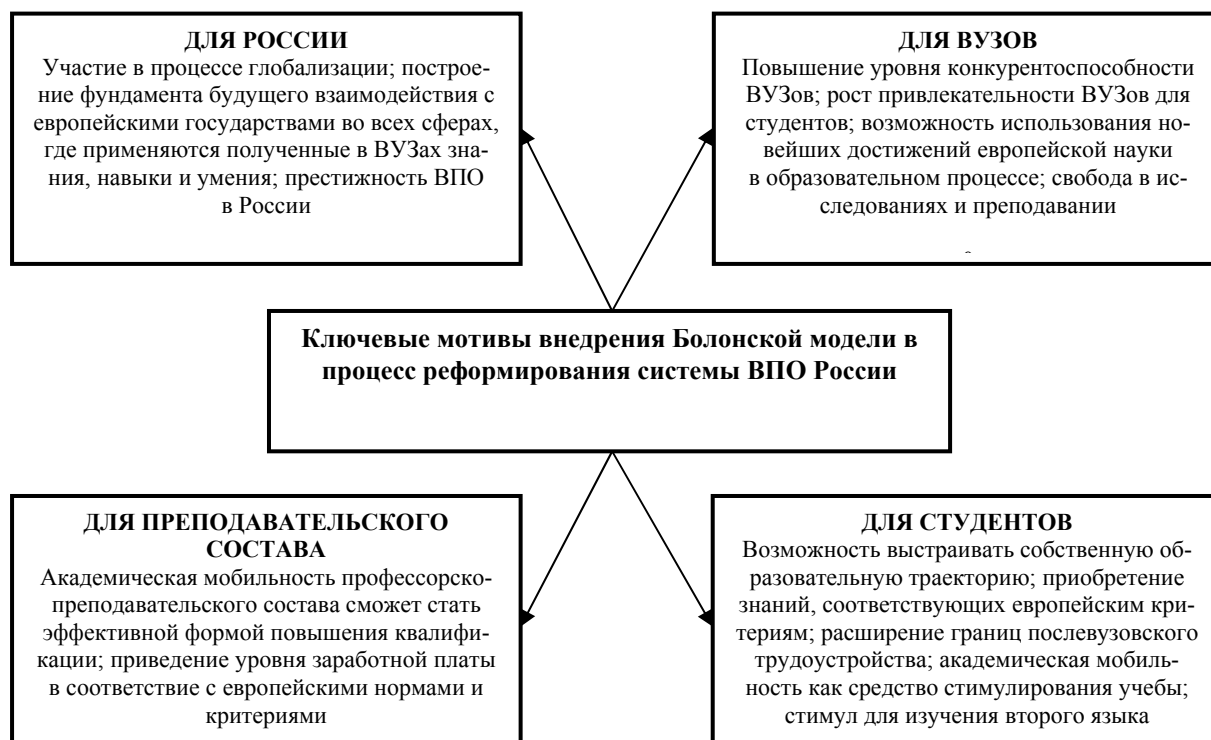 ДЛЯ РОССИИ
Участие в процессе глобализации; построе-
ние фундамента будущего взаимодействия с
европейскими государствами во всех сферах,
где применяются полученные в ВУЗах зна-
ния, навыки и умения; престижность ВПО
в России
ДЛЯ ВУЗОВ
Повышение уровня конкурентоспособности
ВУЗов; рост привлекательности ВУЗов для
студентов; возможность использования но-
вейших достижений европейской науки
в образовательном процессе; свобода в ис-
следованиях и преподавании
Ключевые мотивы внедрения Болонской модели в
процесс реформирования системы ВПО России
ДЛЯ ПРЕПОДАВАТЕЛЬСКОГО
СОСТАВА
Академическая мобильность профессорско-
преподавательского состава сможет стать
эффективной формой повышения квалифи-
кации; приведение уровня заработной платы
в соответствие с европейскими нормами и
критериями
ДЛЯ СТУДЕНТОВ
Возможность выстраивать собственную об-
разовательную траекторию; приобретение
знаний, соответствующих европейским кри-
териям; расширение границ послевузовского
трудоустройства; академическая мобиль-
ность как средство стимулирования учебы;
стимул для изучения второго языка